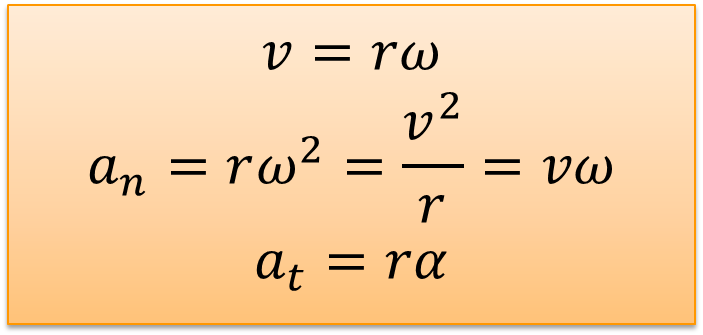 v = rω
aₙ = rω² = v²/r = vω
aₜ = rα